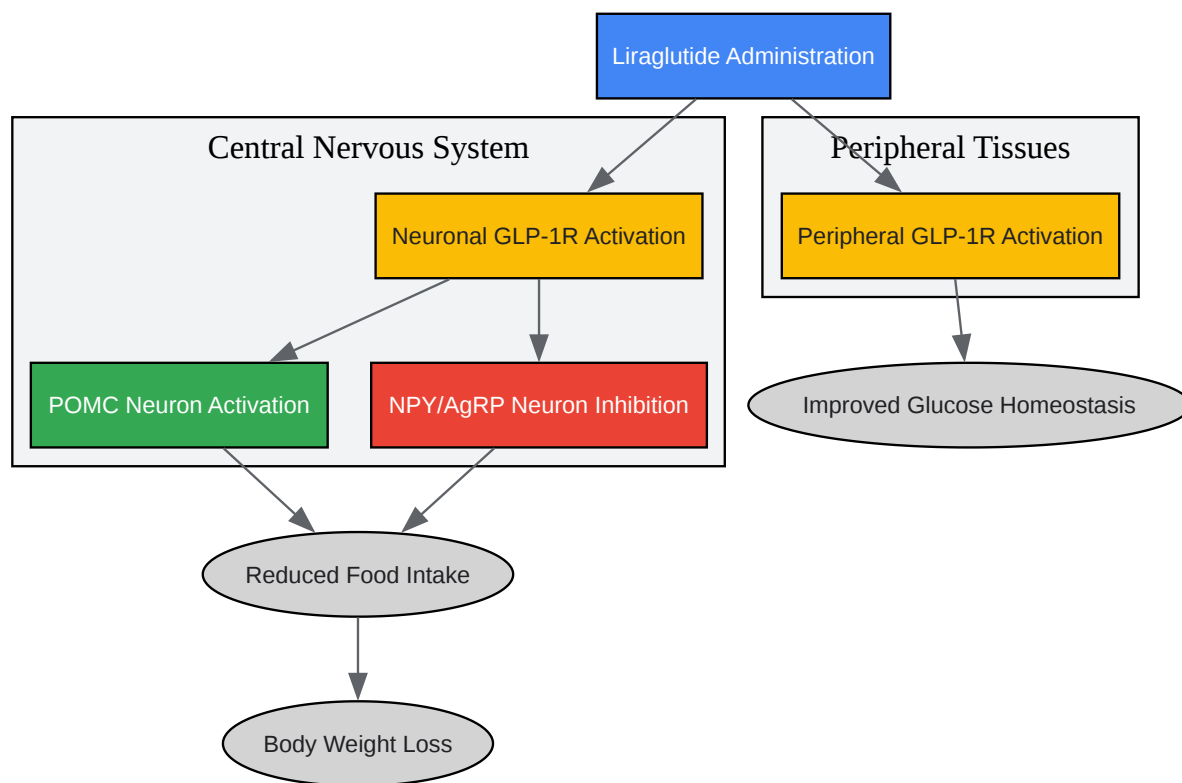 Liraglutide Administration
Central Nervous System
Peripheral Tissues
Neuronal GLP-1R Activation
Peripheral GLP-1R Activation
POMC Neuron Activation
NPY/AgRP Neuron Inhibition
Improved Glucose Homeostasis
Reduced Food Intake
Body Weight Loss